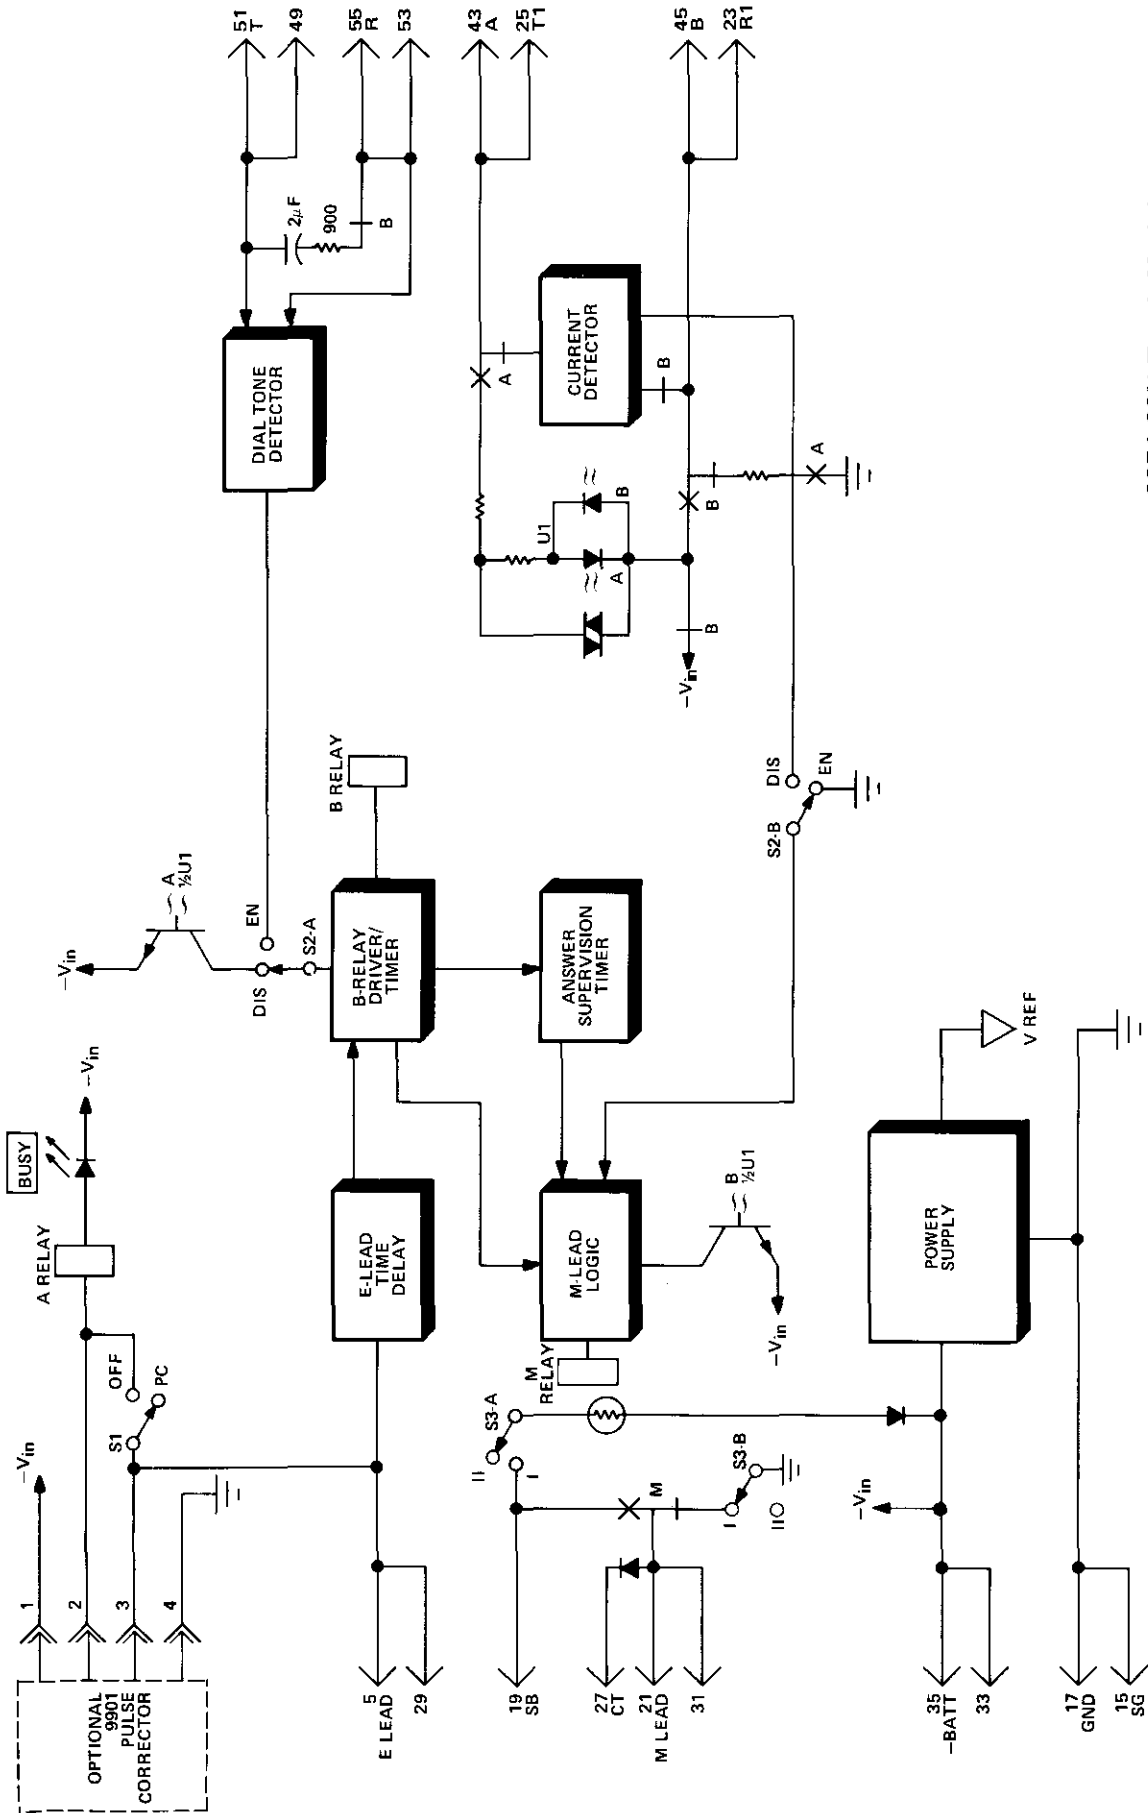 OPTIONAL
9901
PULSE
CORRECTOR
1
2
3
4
-Vin
S1
OFF
PC
A RELAY
BUSY
-Vin
-Vin
A
½U1
DIS
EN
S2-A
DIAL TONE
DETECTOR
2µF
900
B
51
T
49
55
R
53
5
E LEAD
29
E-LEAD
TIME
DELAY
B-RELAY
DRIVER/
TIMER
B RELAY
43
A
25
T1
45
B
23
R1
19
SB
27
CT
21
M LEAD
31
II
I
S3-A
M
I
II
S3-B
M
RELAY
M-LEAD
LOGIC
ANSWER
SUPERVISION
TIMER
B
½U1
-Vin
U1
A
B
A
CURRENT
DETECTOR
B
B
-Vin
B
A
S2-B
DIS
EN
35
-BATT
33
-Vin
17
GND
15
SG
POWER
SUPPLY
V REF